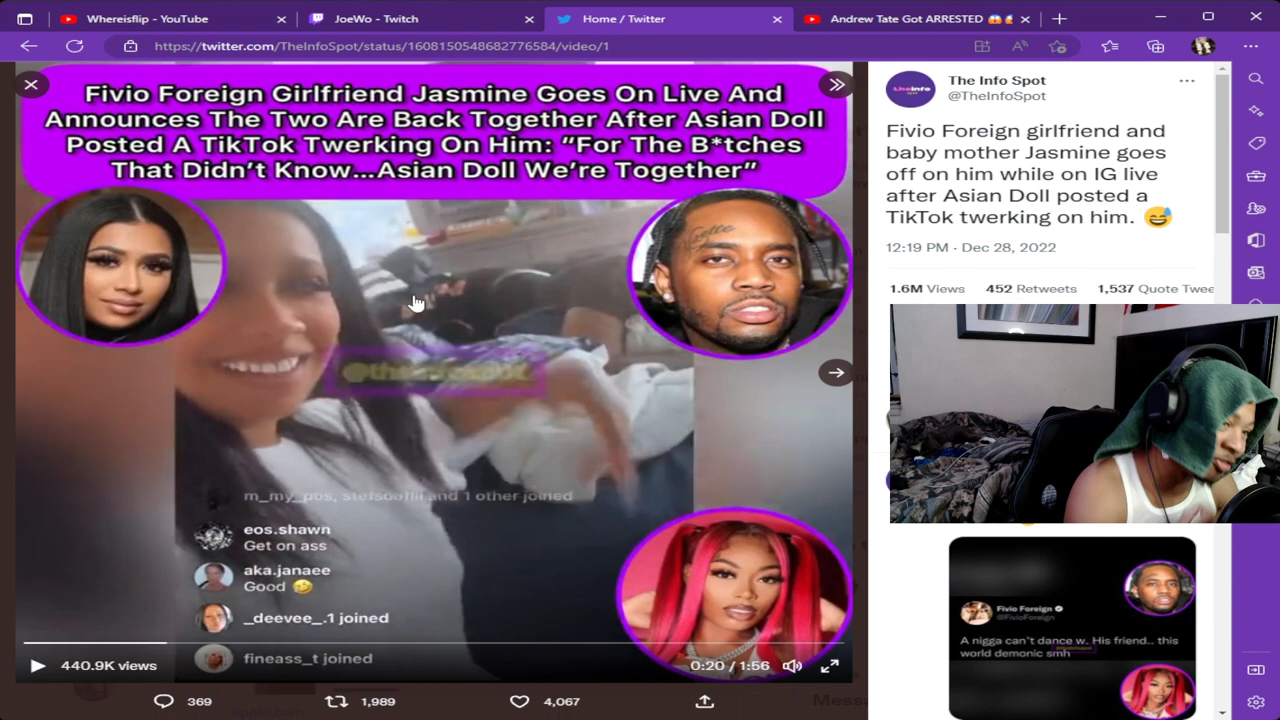 Whereisflip - YouTube
JoeWo - Twitch
Home / Twitter
Andrew Tate Got ARRESTED
https://twitter.com/TheInfoSpot/status/1608150548682776584/video/1
Fivio Foreign Girlfriend Jasmine Goes On Live And
Announces The Two Are Back Together After Asian Doll
Posted A TikTok Twerking On Him: “For The B*tches
That Didn’t Know...Asian Doll We’re Together”
eos.shawn
Get on ass
aka.janaee
Good 🤣
_deevee_.1 joined
fineass_t joined
440.9K views
0:20 / 1:56
369
1,989
4,067
The Info Spot
@TheInfoSpot
Fivio Foreign girlfriend and
baby mother Jasmine goes
off on him while on IG live
after Asian Doll posted a
TikTok twerking on him. 😅
12:19 PM · Dec 28, 2022
1.6M Views 452 Retweets 1,537 Quote Twee
Fivio Foreign
@FivioForeign
A nigga can’t dance w. His friend.. this
world demonic smh